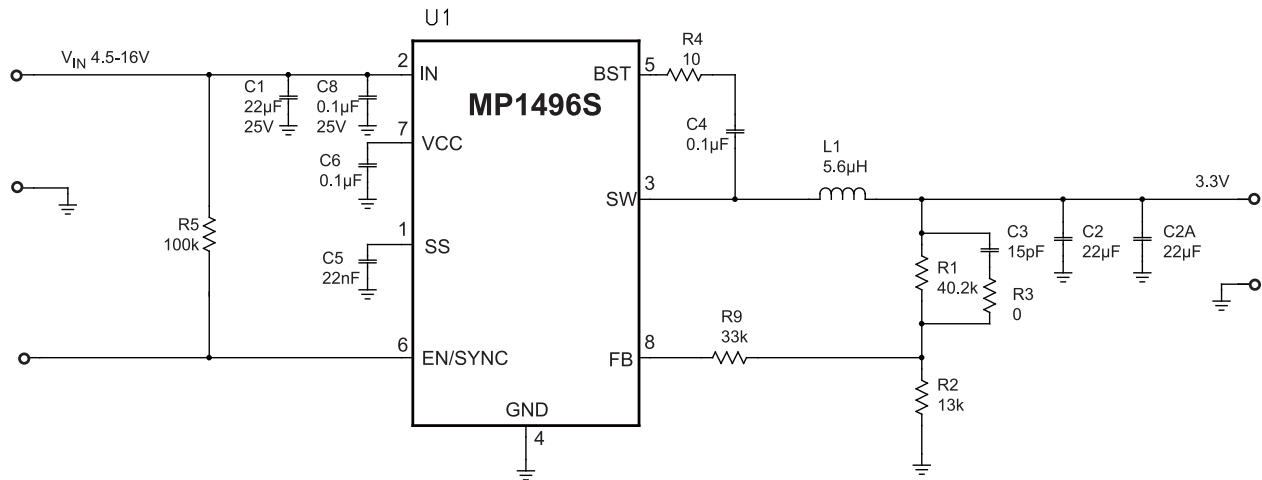 U1
V_IN 4.5-16V
C1
22µF
25V
C8
0.1µF
25V
2
IN
MP1496S
BST
5
R4
10
C4
0.1µF
7
VCC
C6
0.1µF
SW
3
L1
5.6µH
3.3V
R5
100k
1
SS
C5
22nF
C3
15pF
R1
40.2k
R3
0
C2
22µF
C2A
22µF
6
EN/SYNC
FB
8
R9
33k
R2
13k
GND
4